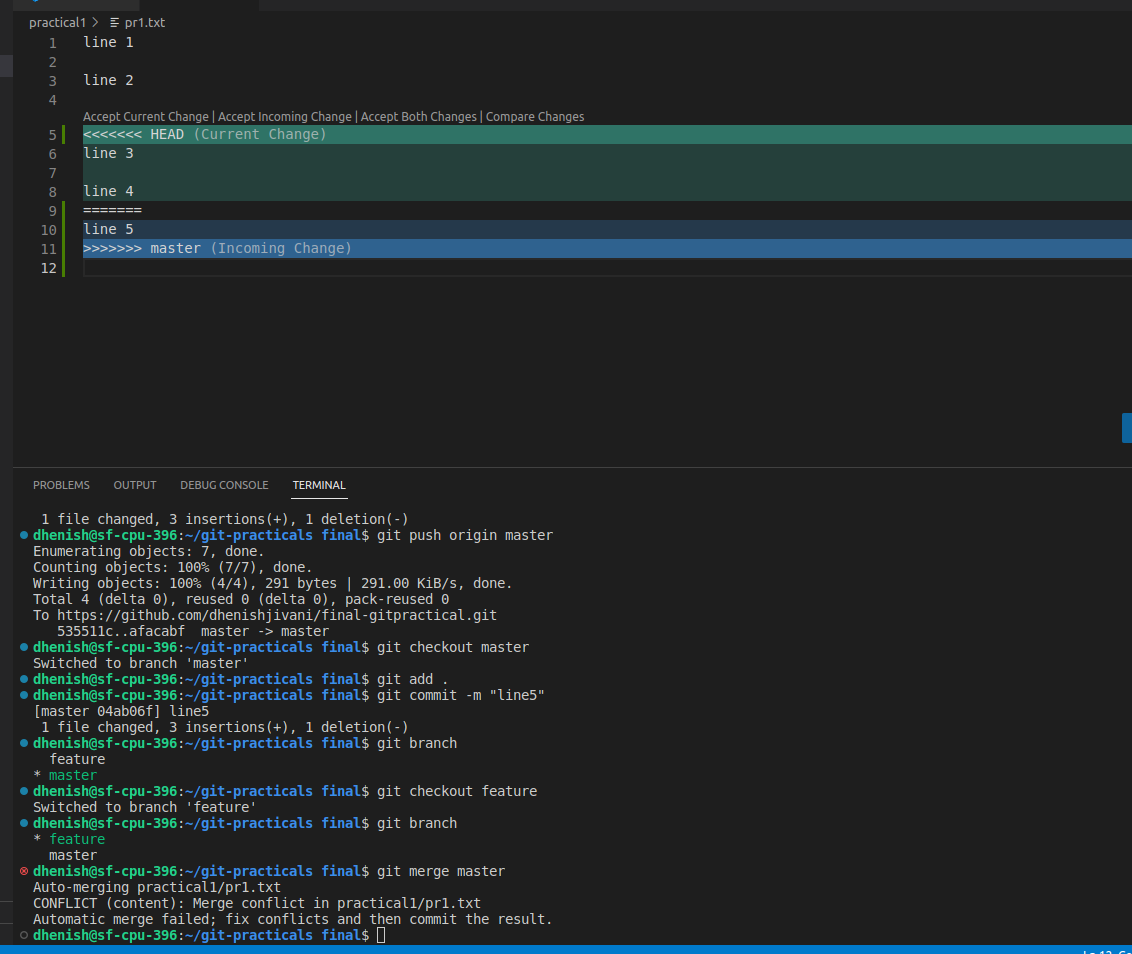 practical1 > pr1.txt
1 line 1
2
3 line 2
4
Accept Current Change | Accept Incoming Change | Accept Both Changes | Compare Changes
5 <<<<<<< HEAD (Current Change)
6 line 3
7
8 line 4
9 =======
10 line 5
11 >>>>>>> master (Incoming Change)
12
PROBLEMS OUTPUT DEBUG CONSOLE TERMINAL
1 file changed, 3 insertions(+), 1 deletion(-)
dhenish@sf-cpu-396:~/git-practicals final$ git push origin master
Enumerating objects: 7, done.
Counting objects: 100% (7/7), done.
Writing objects: 100% (4/4), 291 bytes | 291.00 KiB/s, done.
Total 4 (delta 0), reused 0 (delta 0), pack-reused 0
To https://github.com/dhenishjivani/final-gitpractical.git
535511c..afacabf master -> master
dhenish@sf-cpu-396:~/git-practicals final$ git checkout master
Switched to branch 'master'
dhenish@sf-cpu-396:~/git-practicals final$ git add .
dhenish@sf-cpu-396:~/git-practicals final$ git commit -m "line5"
[master 04ab06f] line5
1 file changed, 3 insertions(+), 1 deletion(-)
dhenish@sf-cpu-396:~/git-practicals final$ git branch
feature
* master
dhenish@sf-cpu-396:~/git-practicals final$ git checkout feature
Switched to branch 'feature'
dhenish@sf-cpu-396:~/git-practicals final$ git branch
* feature
master
dhenish@sf-cpu-396:~/git-practicals final$ git merge master
Auto-merging practical1/pr1.txt
CONFLICT (content): Merge conflict in practical1/pr1.txt
Automatic merge failed; fix conflicts and then commit the result.
dhenish@sf-cpu-396:~/git-practicals final$